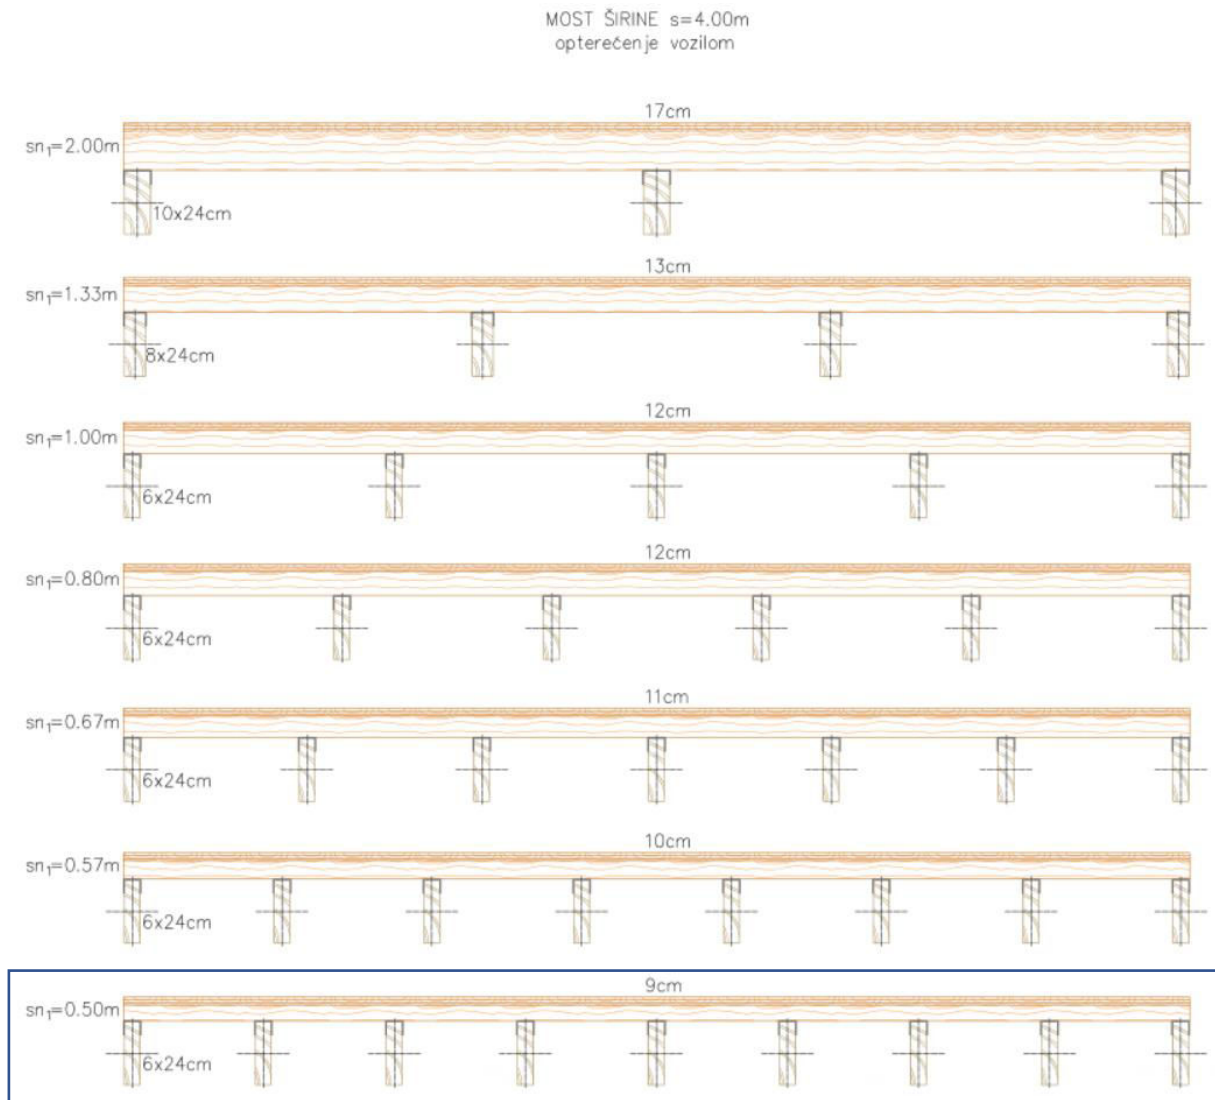 MOST ŠIRINE s=4.00m
opterečenje vozilom
17cm
sn₁=2.00m
10x24cm
13cm
sn₁=1.33m
8x24cm
12cm
sn₁=1.00m
6x24cm
12cm
sn₁=0.80m
6x24cm
11cm
sn₁=0.67m
6x24cm
10cm
sn₁=0.57m
6x24cm
9cm
sn₁=0.50m
6x24cm